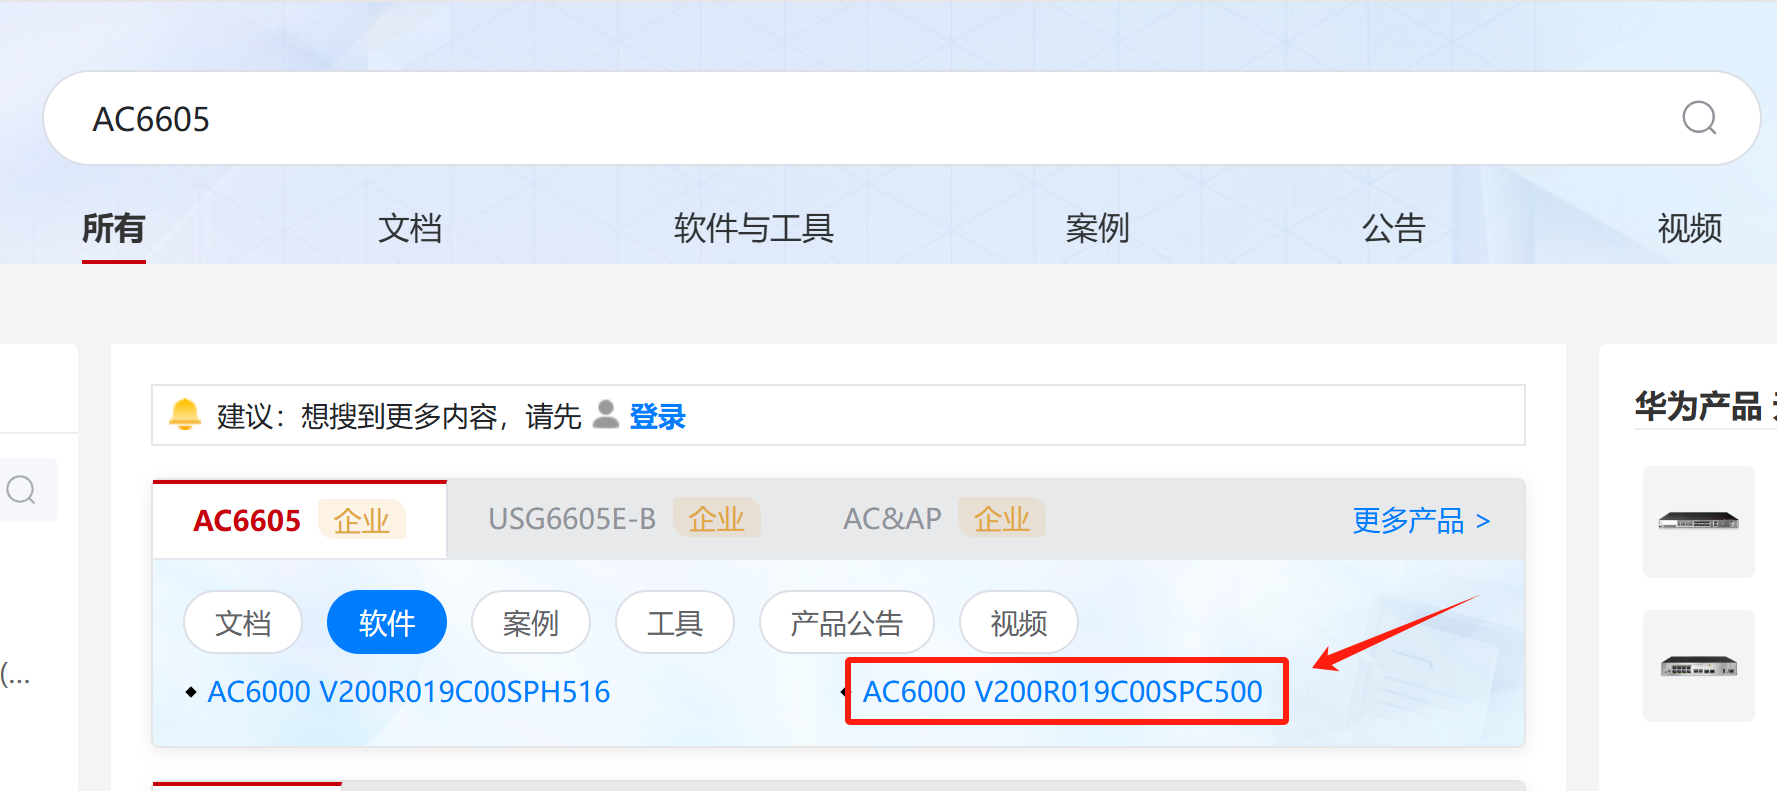 AC6605
所有 文档 软件与工具 案例 公告 视频
建议：想搜到更多内容，请先 登录
华为产品
AC6605 企业 USG6605E-B 企业 AC&AP 企业 更多产品 >
文档 软件 案例 工具 产品公告 视频
(...
AC6000 V200R019C00SPH516
AC6000 V200R019C00SPC500